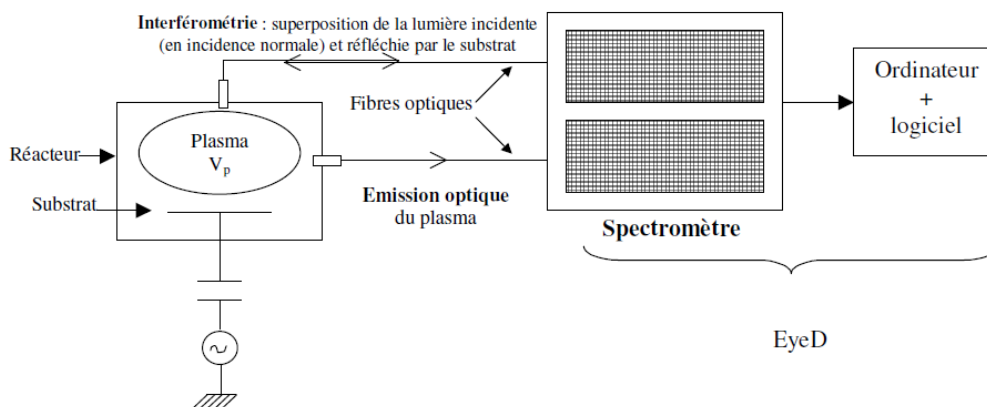 Interférométrie : superposition de la lumière incidente
(en incidence normale) et réfléchie par le substrat
Fibres optiques
Ordinateur
+
logiciel
Plasma
Vp
Réacteur
Substrat
Emission optique
du plasma
Spectromètre
EyeD